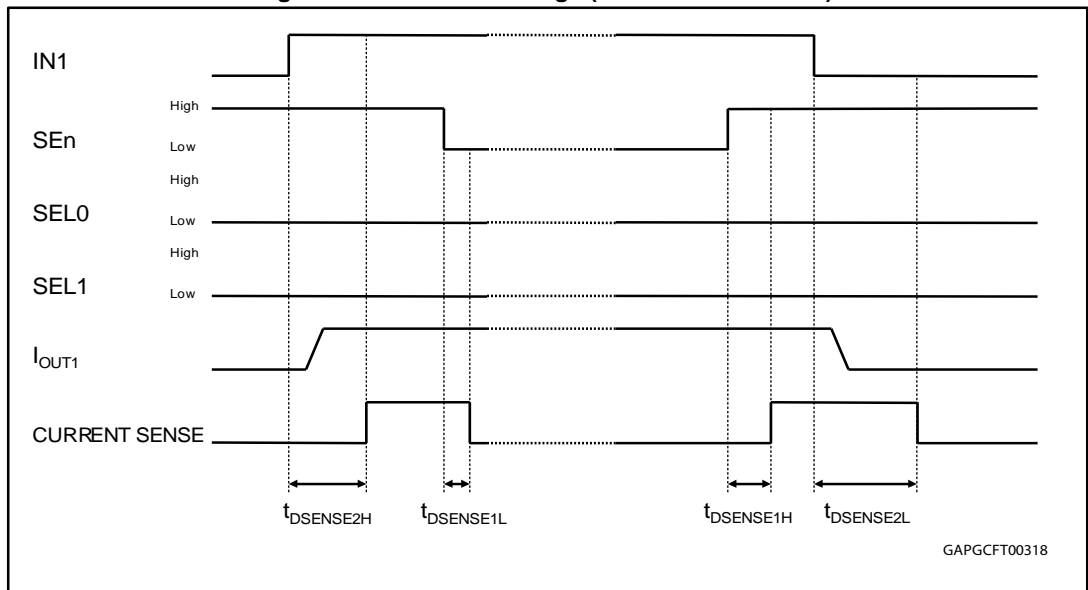 IN1
High
SEn
Low
High
SEL0
Low
High
SEL1
Low
IOUT1
CURRENT SENSE
tDSENSE2H
tDSENSE1L
tDSENSE1H
tDSENSE2L
GAPGCFT00318